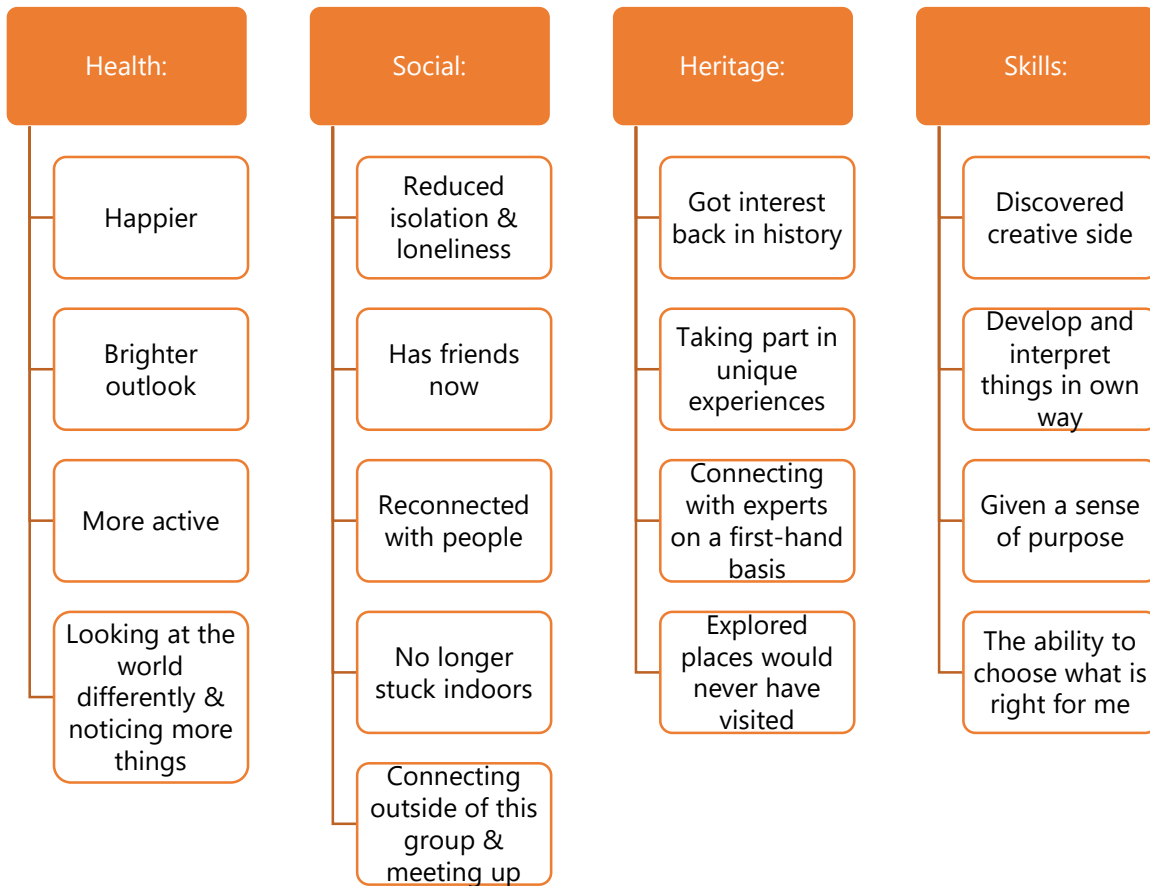 Health:
Happier
Brighter
outlook
More active
Looking at the
world
differently &
noticing more
things
Social:
Reduced
isolation &
loneliness
Has friends
now
Reconnected
with people
No longer
stuck indoors
Connecting
outside of this
group &
meeting up
Heritage:
Got interest
back in history
Taking part in
unique
experiences
Connecting
with experts
on a first-hand
basis
Explored
places would
never have
visited
Skills:
Discovered
creative side
Develop and
interpret
things in own
way
Given a sense
of purpose
The ability to
choose what is
right for me